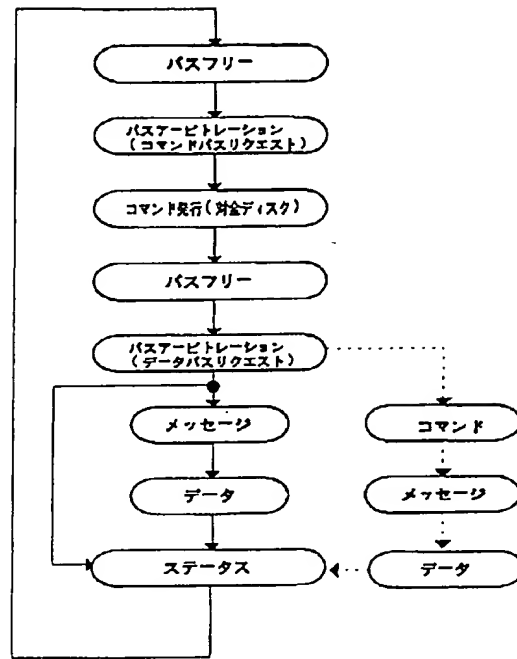 バスフリー
バスアービトレーション
(コマンドバスリクエスト)
コマンド発行(対全ディスク)
バスフリー
バスアービトレーション
(データバスリクエスト)
メッセージ
データ
ステータス
コマンド
メッセージ
データ